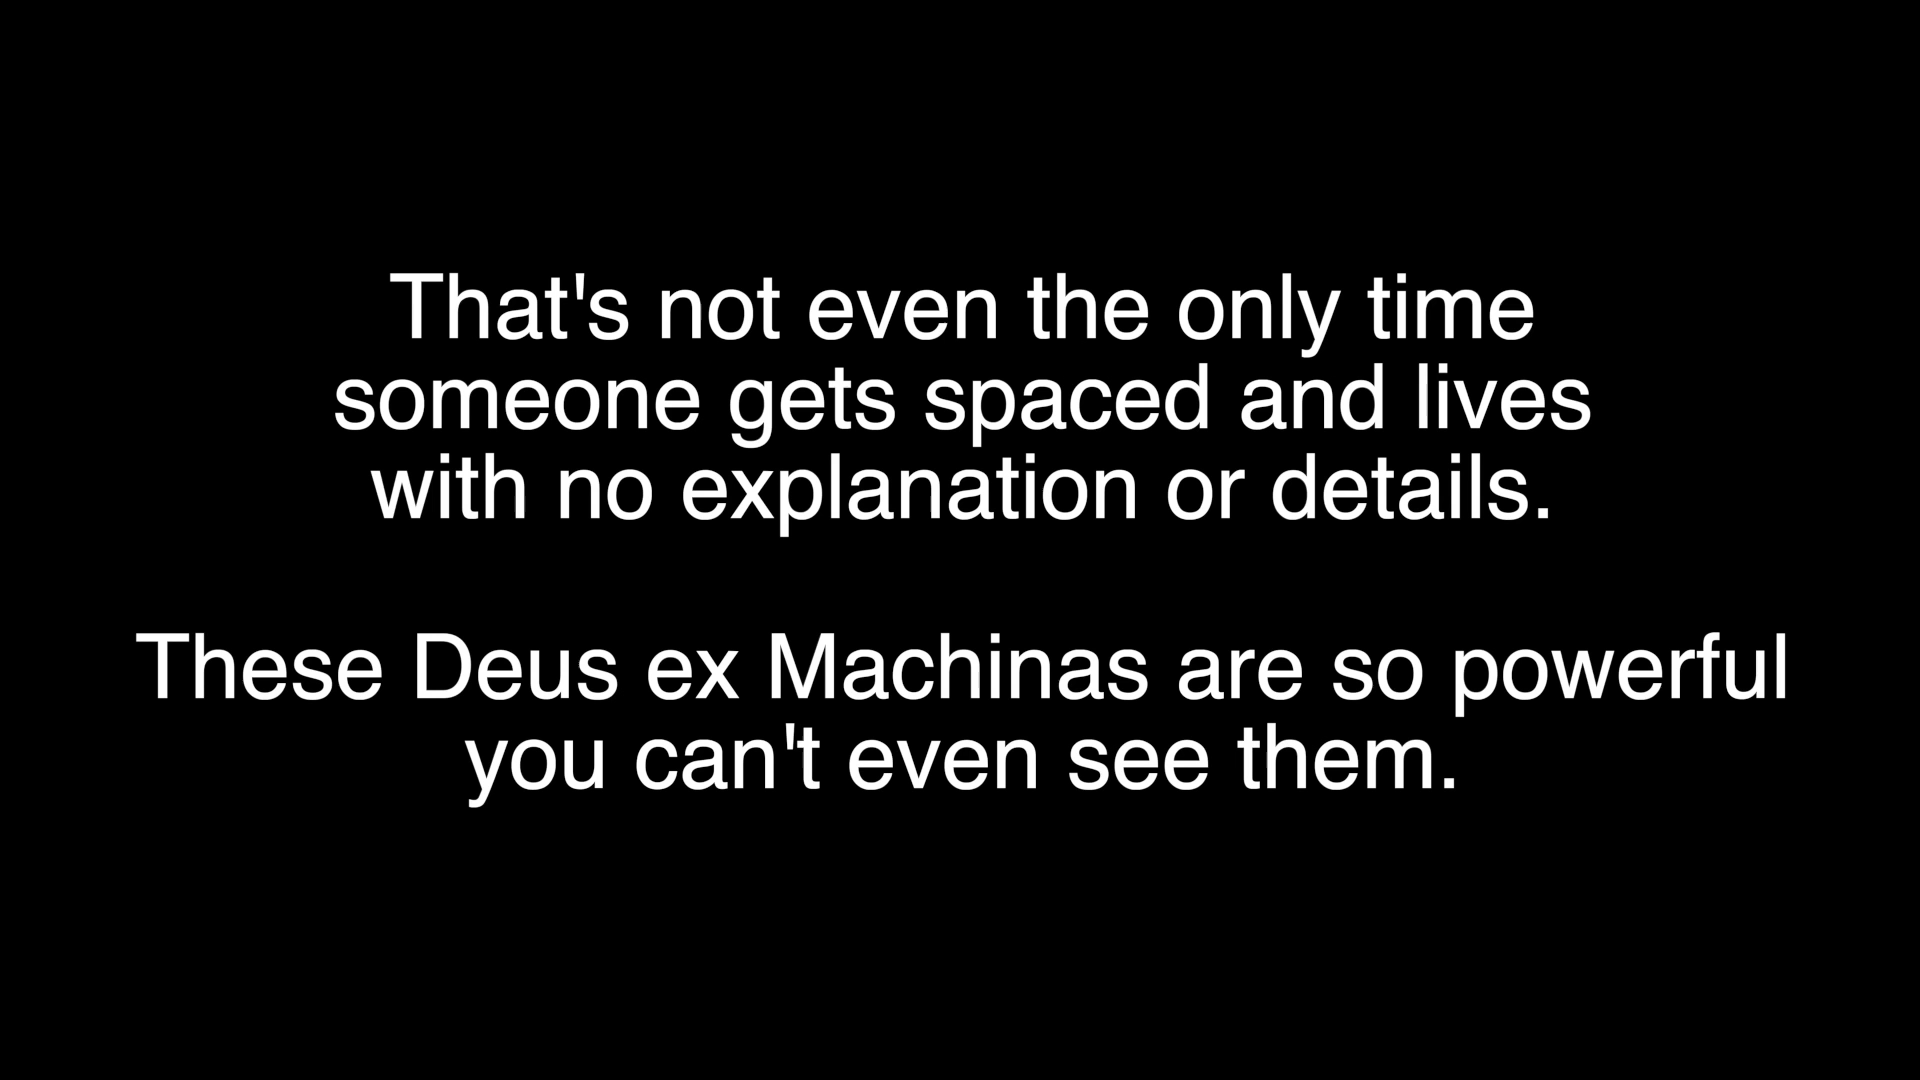 That's not even the only time
someone gets spaced and lives
with no explanation or details.
These Deus ex Machinas are so powerful
you can't even see them.